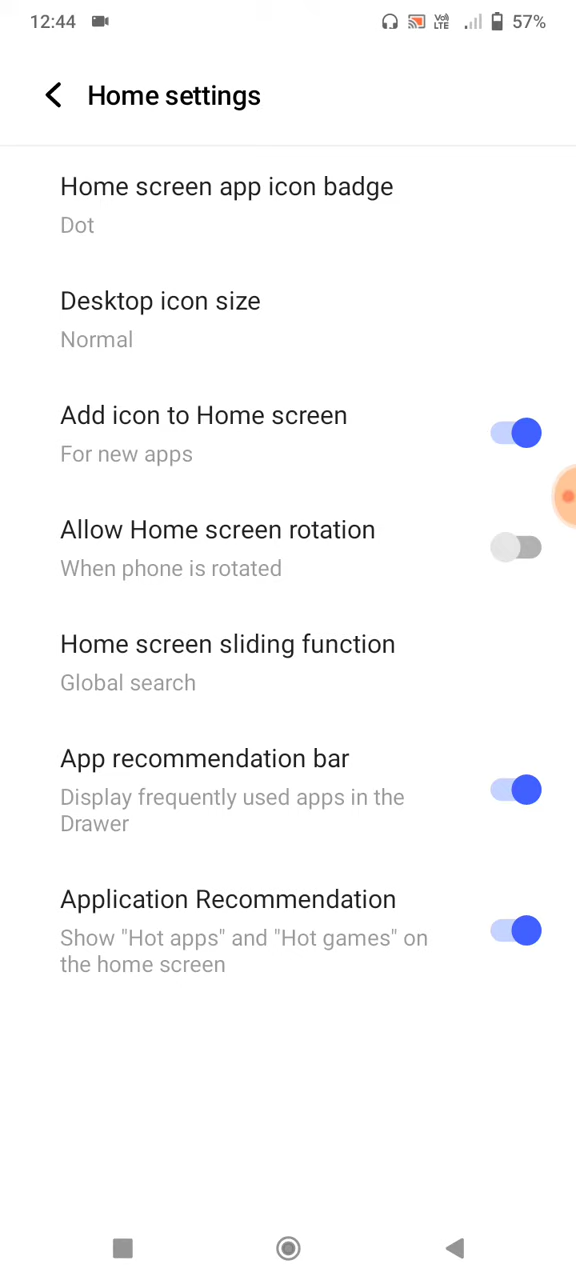 12:44 Vo) LTE 57%
Home settings
Home screen app icon badge
Dot
Desktop icon size
Normal
Add icon to Home screen
For new apps
Allow Home screen rotation
When phone is rotated
Home screen sliding function
Global search
App recommendation bar
Display frequently used apps in the
Drawer
Application Recommendation
Show "Hot apps" and "Hot games" on
the home screen